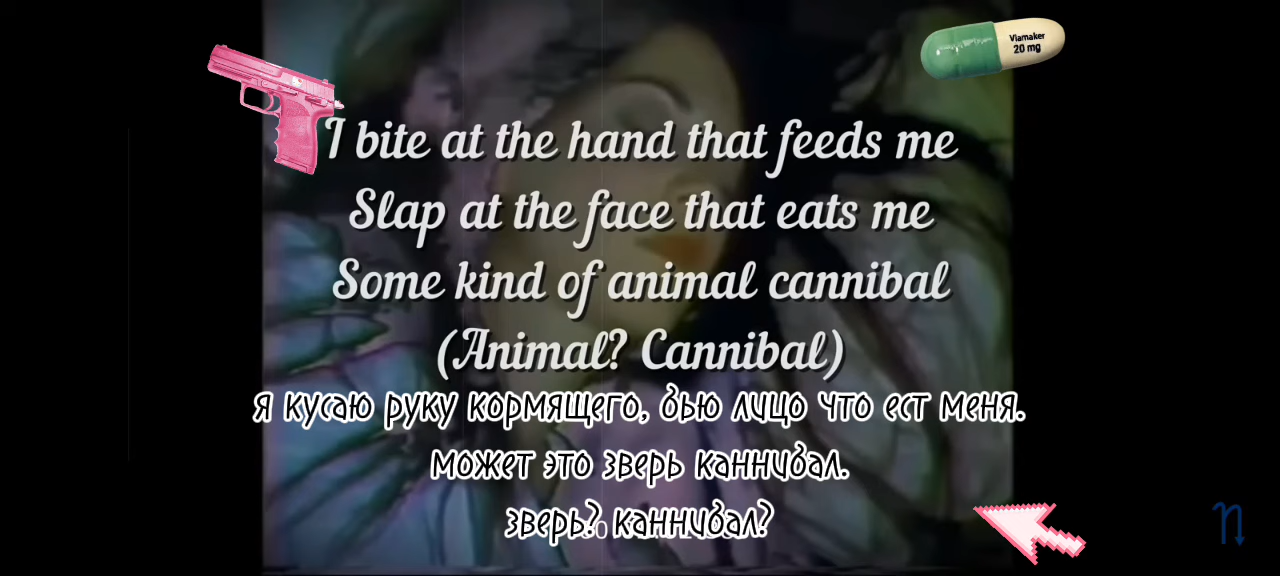 Viamaker
20 mg
I bite at the hand that feeds me
Slap at the face that eats me
Some kind of animal cannibal
(Animal? Cannibal)
я кусаю руку кормящего, бью лицо что ест меня.
может это зверь каннибал.
зверь? каннибал?